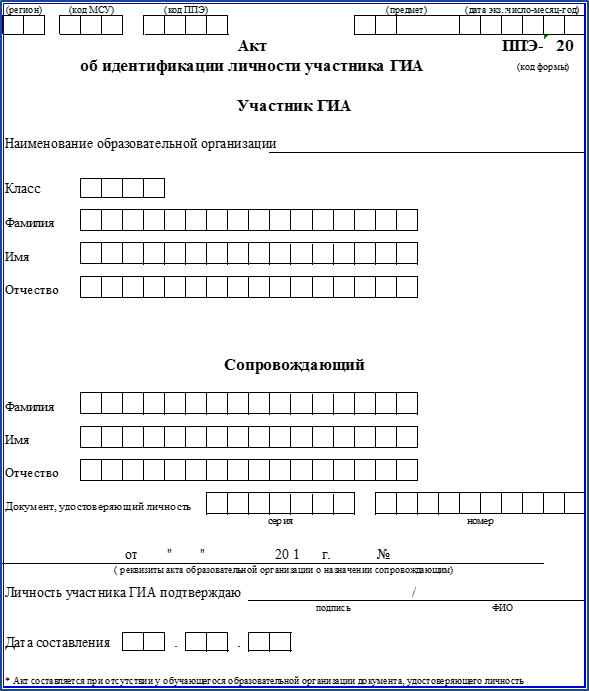 (регион) (код МСУ) (код ППЭ) (предмет) (дата экз. число-месяц-год)
Акт ППЭ- 20
об идентификации личности участника ГИА (код формы)
Участник ГИА
Наименование образовательной организации
Класс
Фамилия
Имя
Отчество
Сопровождающий
Фамилия
Имя
Отчество
Документ, удостоверяющий личность
серия номер
от " " 20 1 г. №
( реквизиты акта образовательной организации о назначении сопровождающим)
Личность участника ГИА подтверждаю /
подпись ФИО
Дата составления . .
* Акт составляется при отсутствии у обучающегося образовательной организации документа, удостоверяющего личность